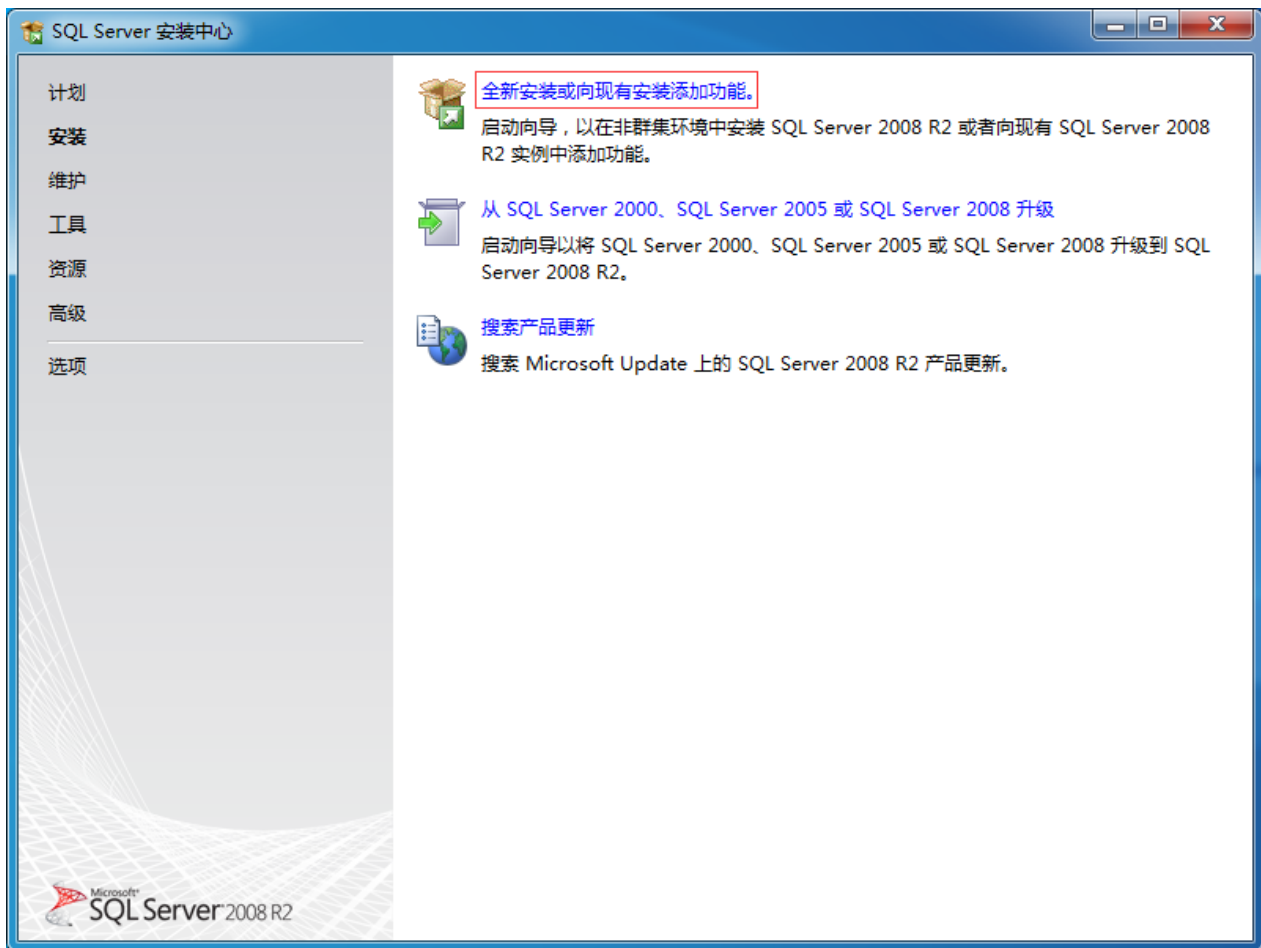 SQL Server 安装中心
计划
安装
维护
工具
资源
高级
选项
全新安装或向现有安装添加功能。
启动向导，以在非群集环境中安装 SQL Server 2008 R2 或者向现有 SQL Server 2008
R2 实例中添加功能。
从 SQL Server 2000、SQL Server 2005 或 SQL Server 2008 升级
启动向导以将 SQL Server 2000、SQL Server 2005 或 SQL Server 2008 升级到 SQL
Server 2008 R2。
搜索产品更新
搜索 Microsoft Update 上的 SQL Server 2008 R2 产品更新。
Microsoft®
SQL Server® 2008 R2